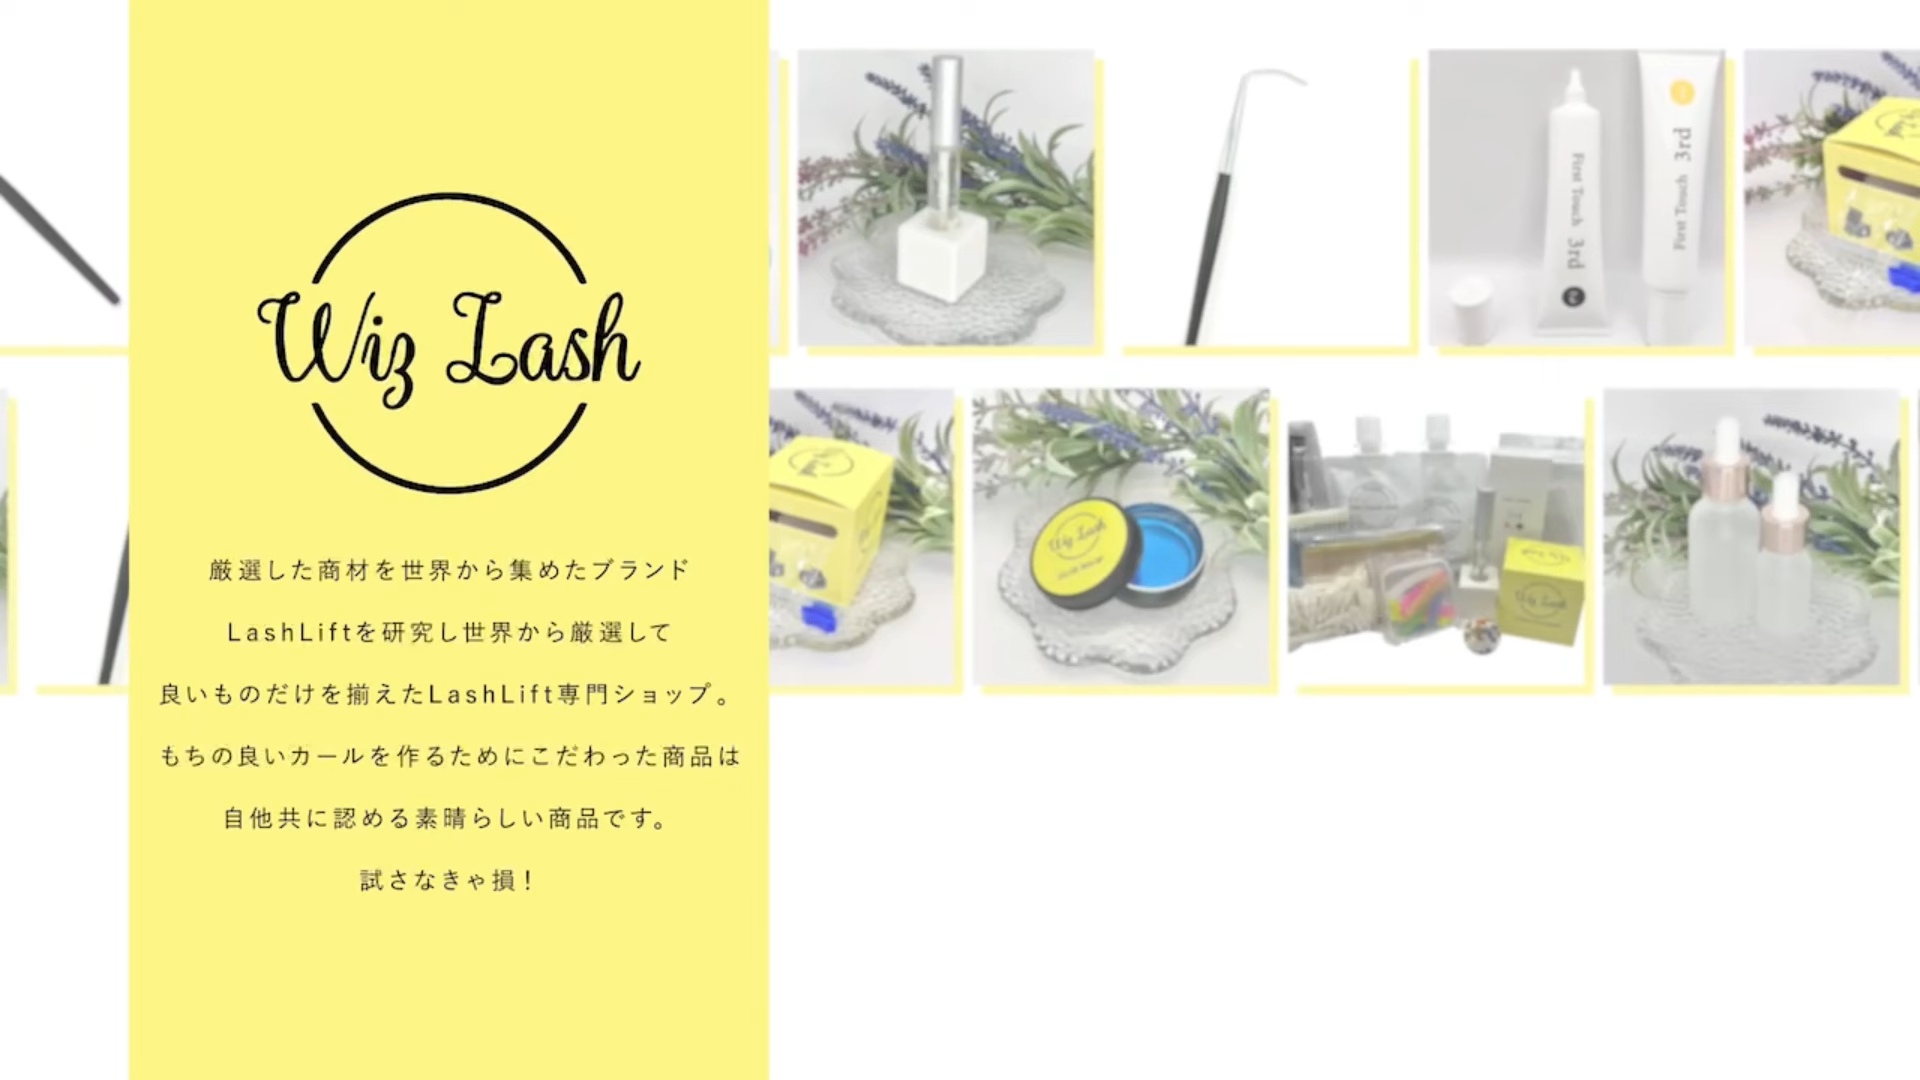 Wiz Lash
厳選した商材を世界から集めたブランド
LashLiftを研究し世界から厳選して
良いものだけを揃えたLashLift専門ショップ。
もちの良いカールを作るためにこだわった商品は
自他共に認める素晴らしい商品です。
試さなきゃ損！
First Touch 3rd
First Touch 3rd
Wiz Lash
Wiz Lash